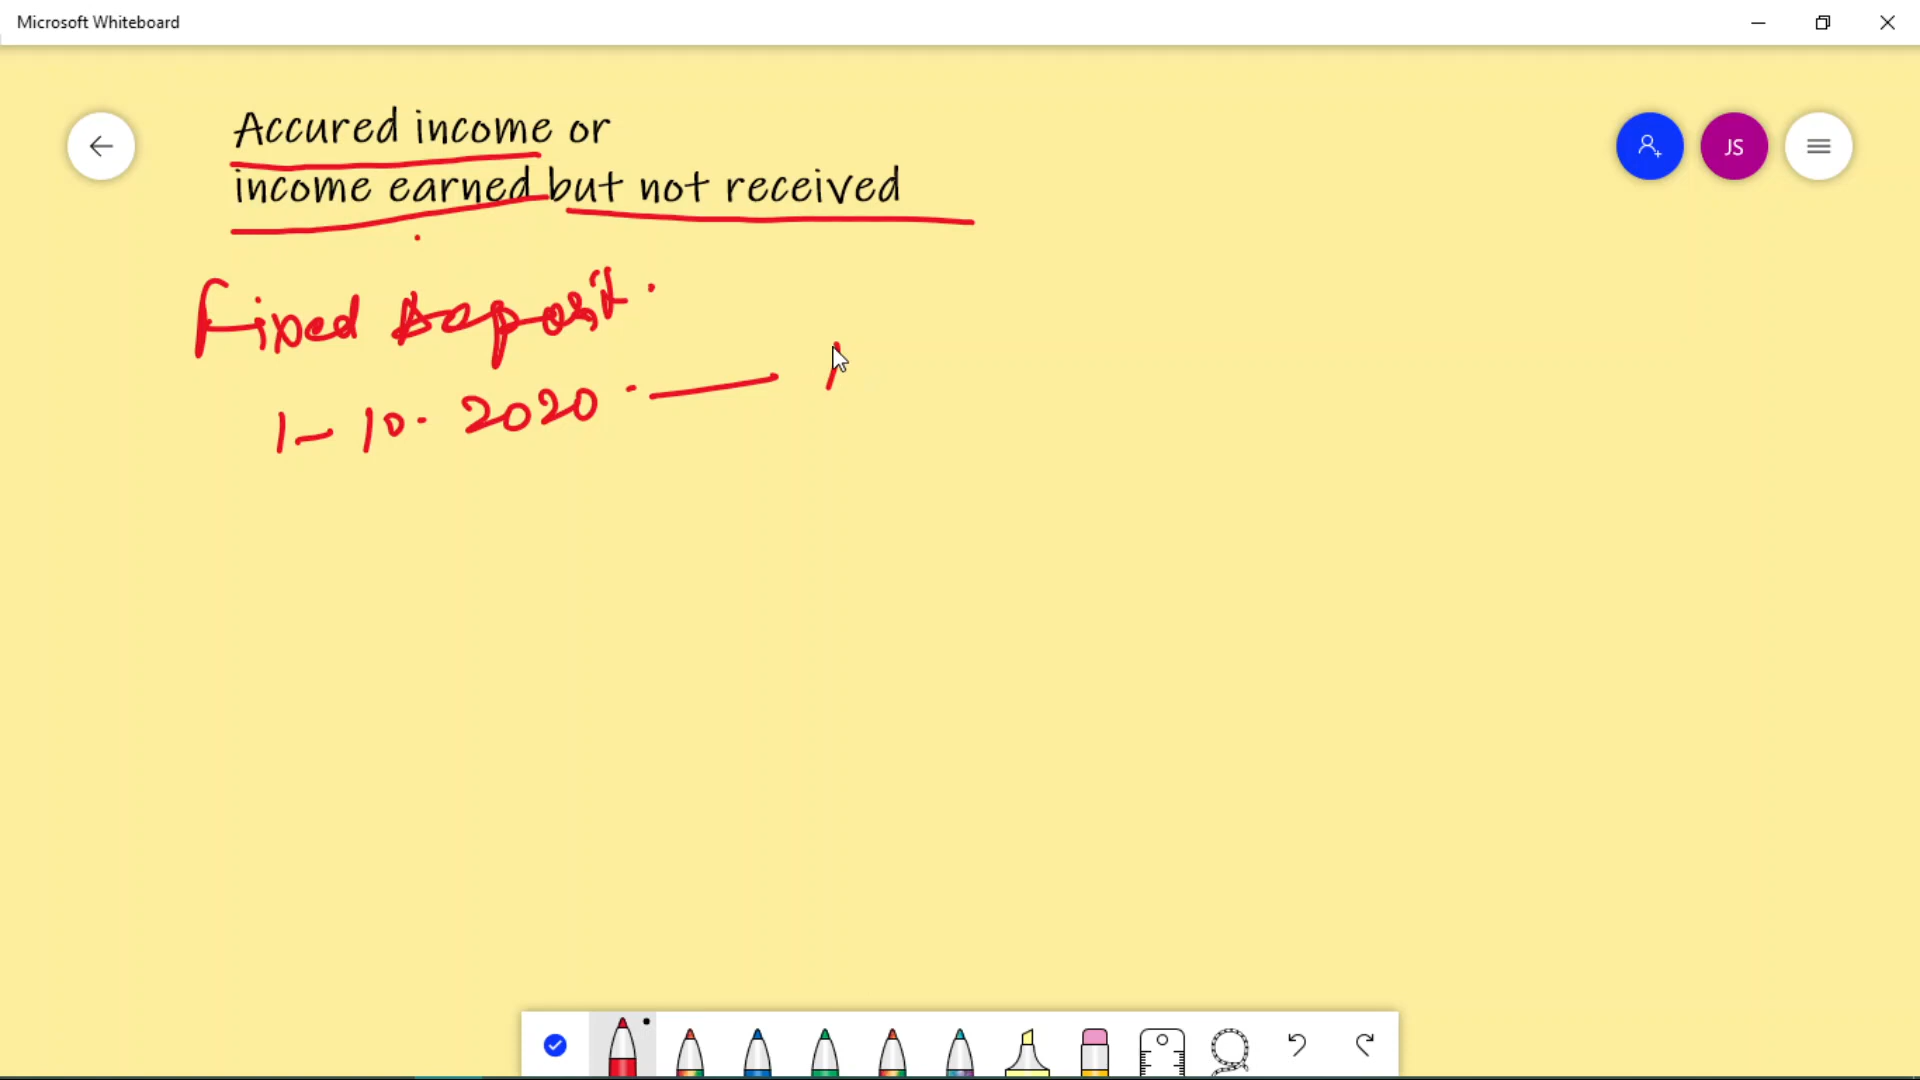 Microsoft Whiteboard
Accured income or
income earned but not received
JS
Fixed Deposit.
1-10.2020. —